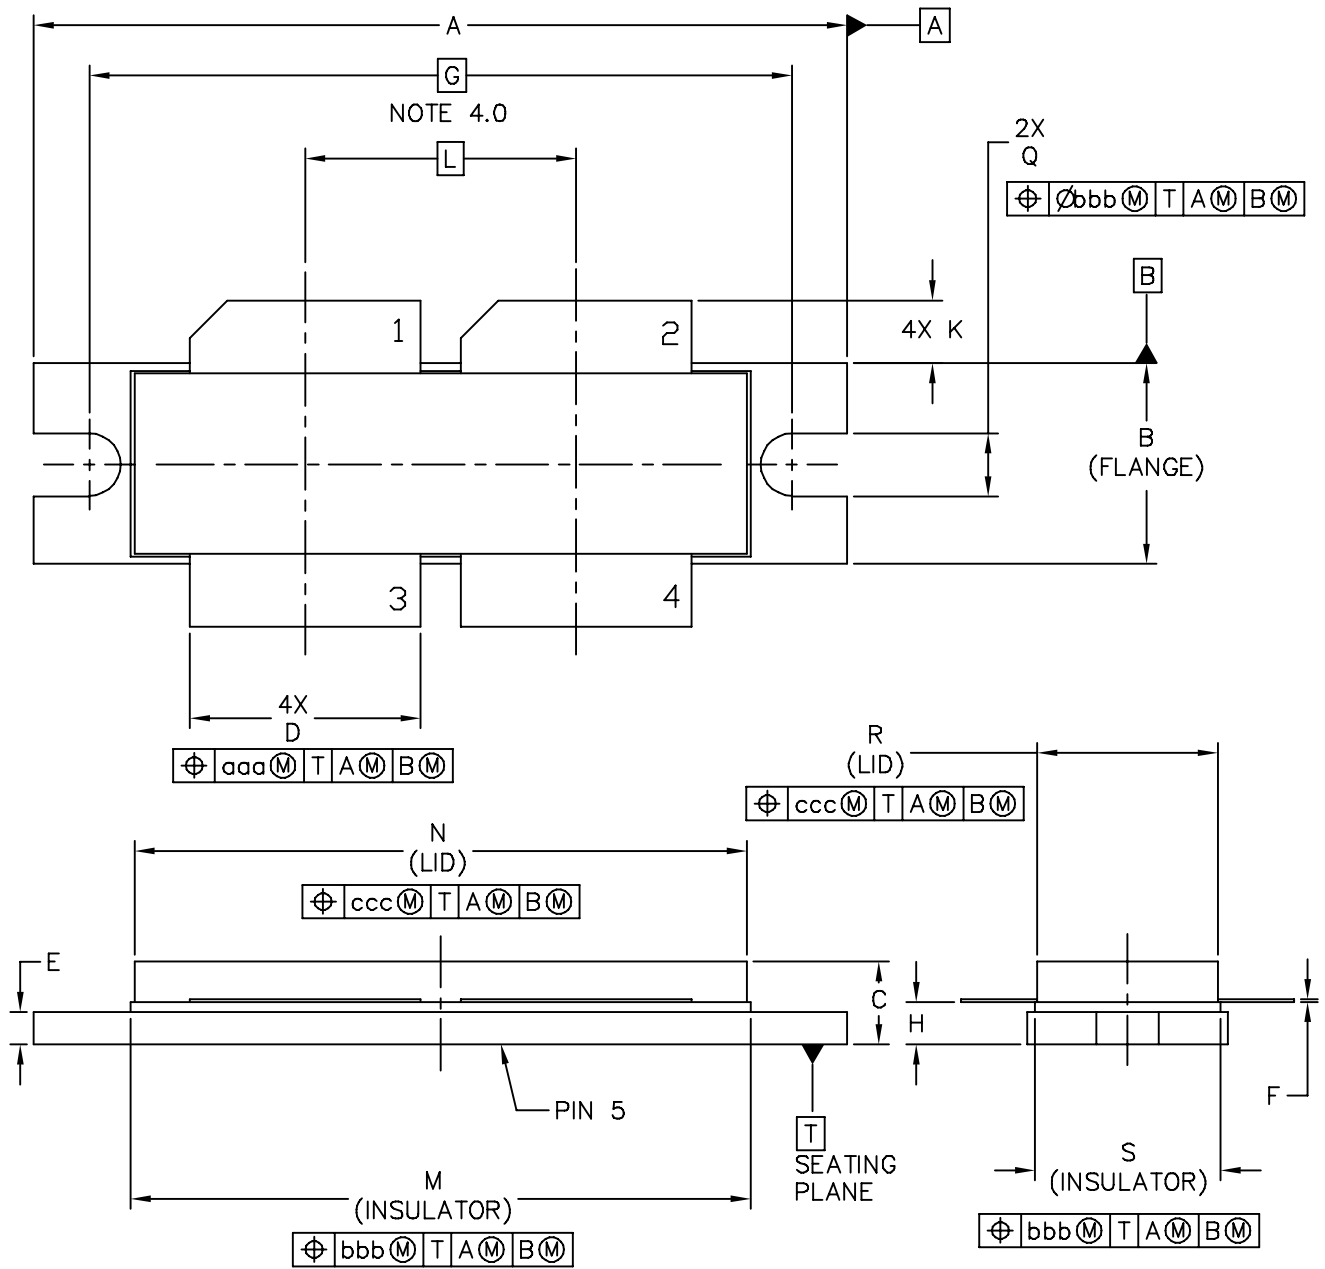 A
A
G
NOTE 4.0
L
2X
Q
⌖ Øbbb Ⓜ T A Ⓜ B Ⓜ
B
1
2
4X K
B
(FLANGE)
3
4
4X
D
⌖ aaa Ⓜ T A Ⓜ B Ⓜ
R
(LID)
⌖ ccc Ⓜ T A Ⓜ B Ⓜ
N
(LID)
⌖ ccc Ⓜ T A Ⓜ B Ⓜ
E
C
H
F
PIN 5
T
SEATING
PLANE
M
(INSULATOR)
⌖ bbb Ⓜ T A Ⓜ B Ⓜ
S
(INSULATOR)
⌖ bbb Ⓜ T A Ⓜ B Ⓜ